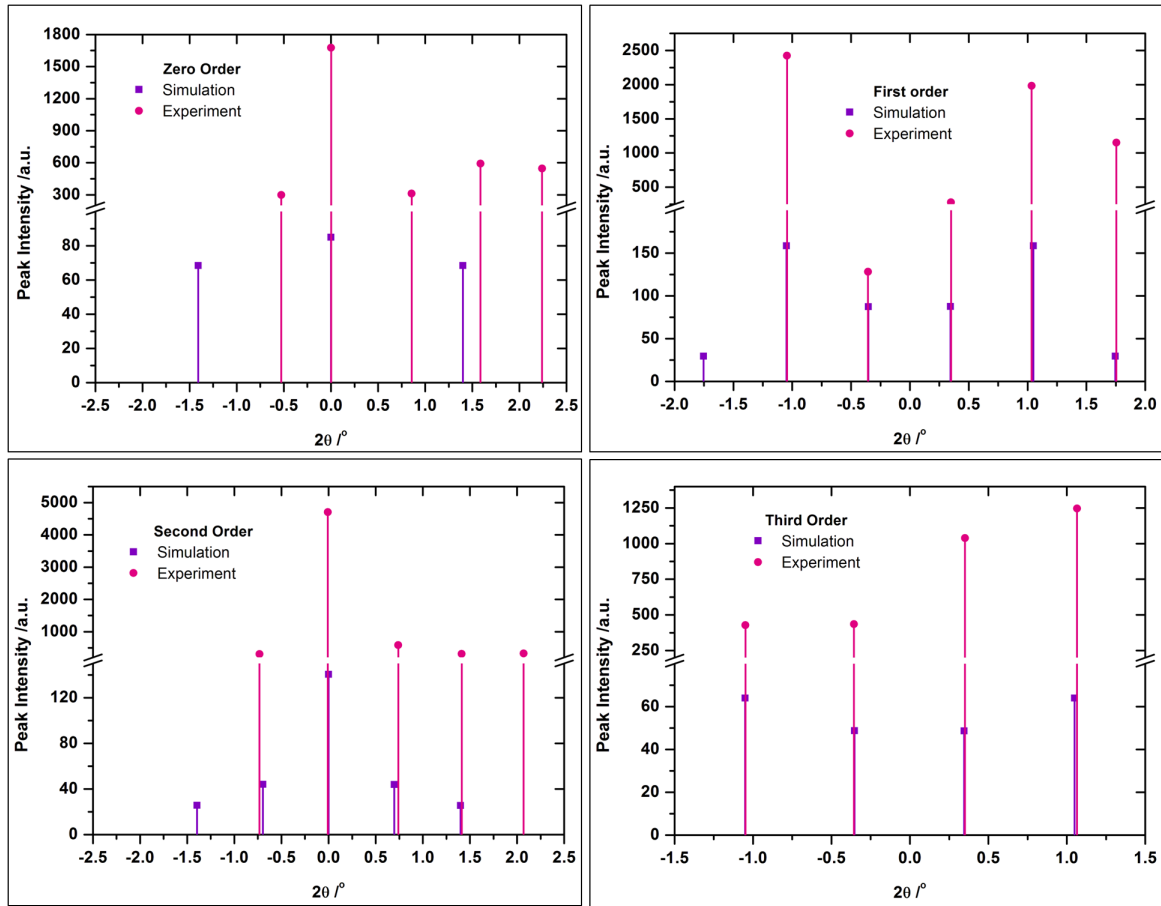 Zero Order
Simulation
Experiment
Peak Intensity /a.u.
1800
1500
1200
900
600
300
80
60
40
20
0
-2.5 -2.0 -1.5 -1.0 -0.5 0.0 0.5 1.0 1.5 2.0 2.5
2θ /°
First order
Simulation
Experiment
Peak Intensity /a.u.
2500
2000
1500
1000
500
150
100
50
0
-2.0 -1.5 -1.0 -0.5 0.0 0.5 1.0 1.5 2.0
2θ /°
Second Order
Simulation
Experiment
Peak Intensity /a.u.
5000
4000
3000
2000
1000
120
80
40
0
-2.5 -2.0 -1.5 -1.0 -0.5 0.0 0.5 1.0 1.5 2.0 2.5
2θ /°
Third Order
Simulation
Experiment
Peak Intensity /a.u.
1250
1000
750
500
250
60
40
20
0
-1.5 -1.0 -0.5 0.0 0.5 1.0 1.5
2θ /°